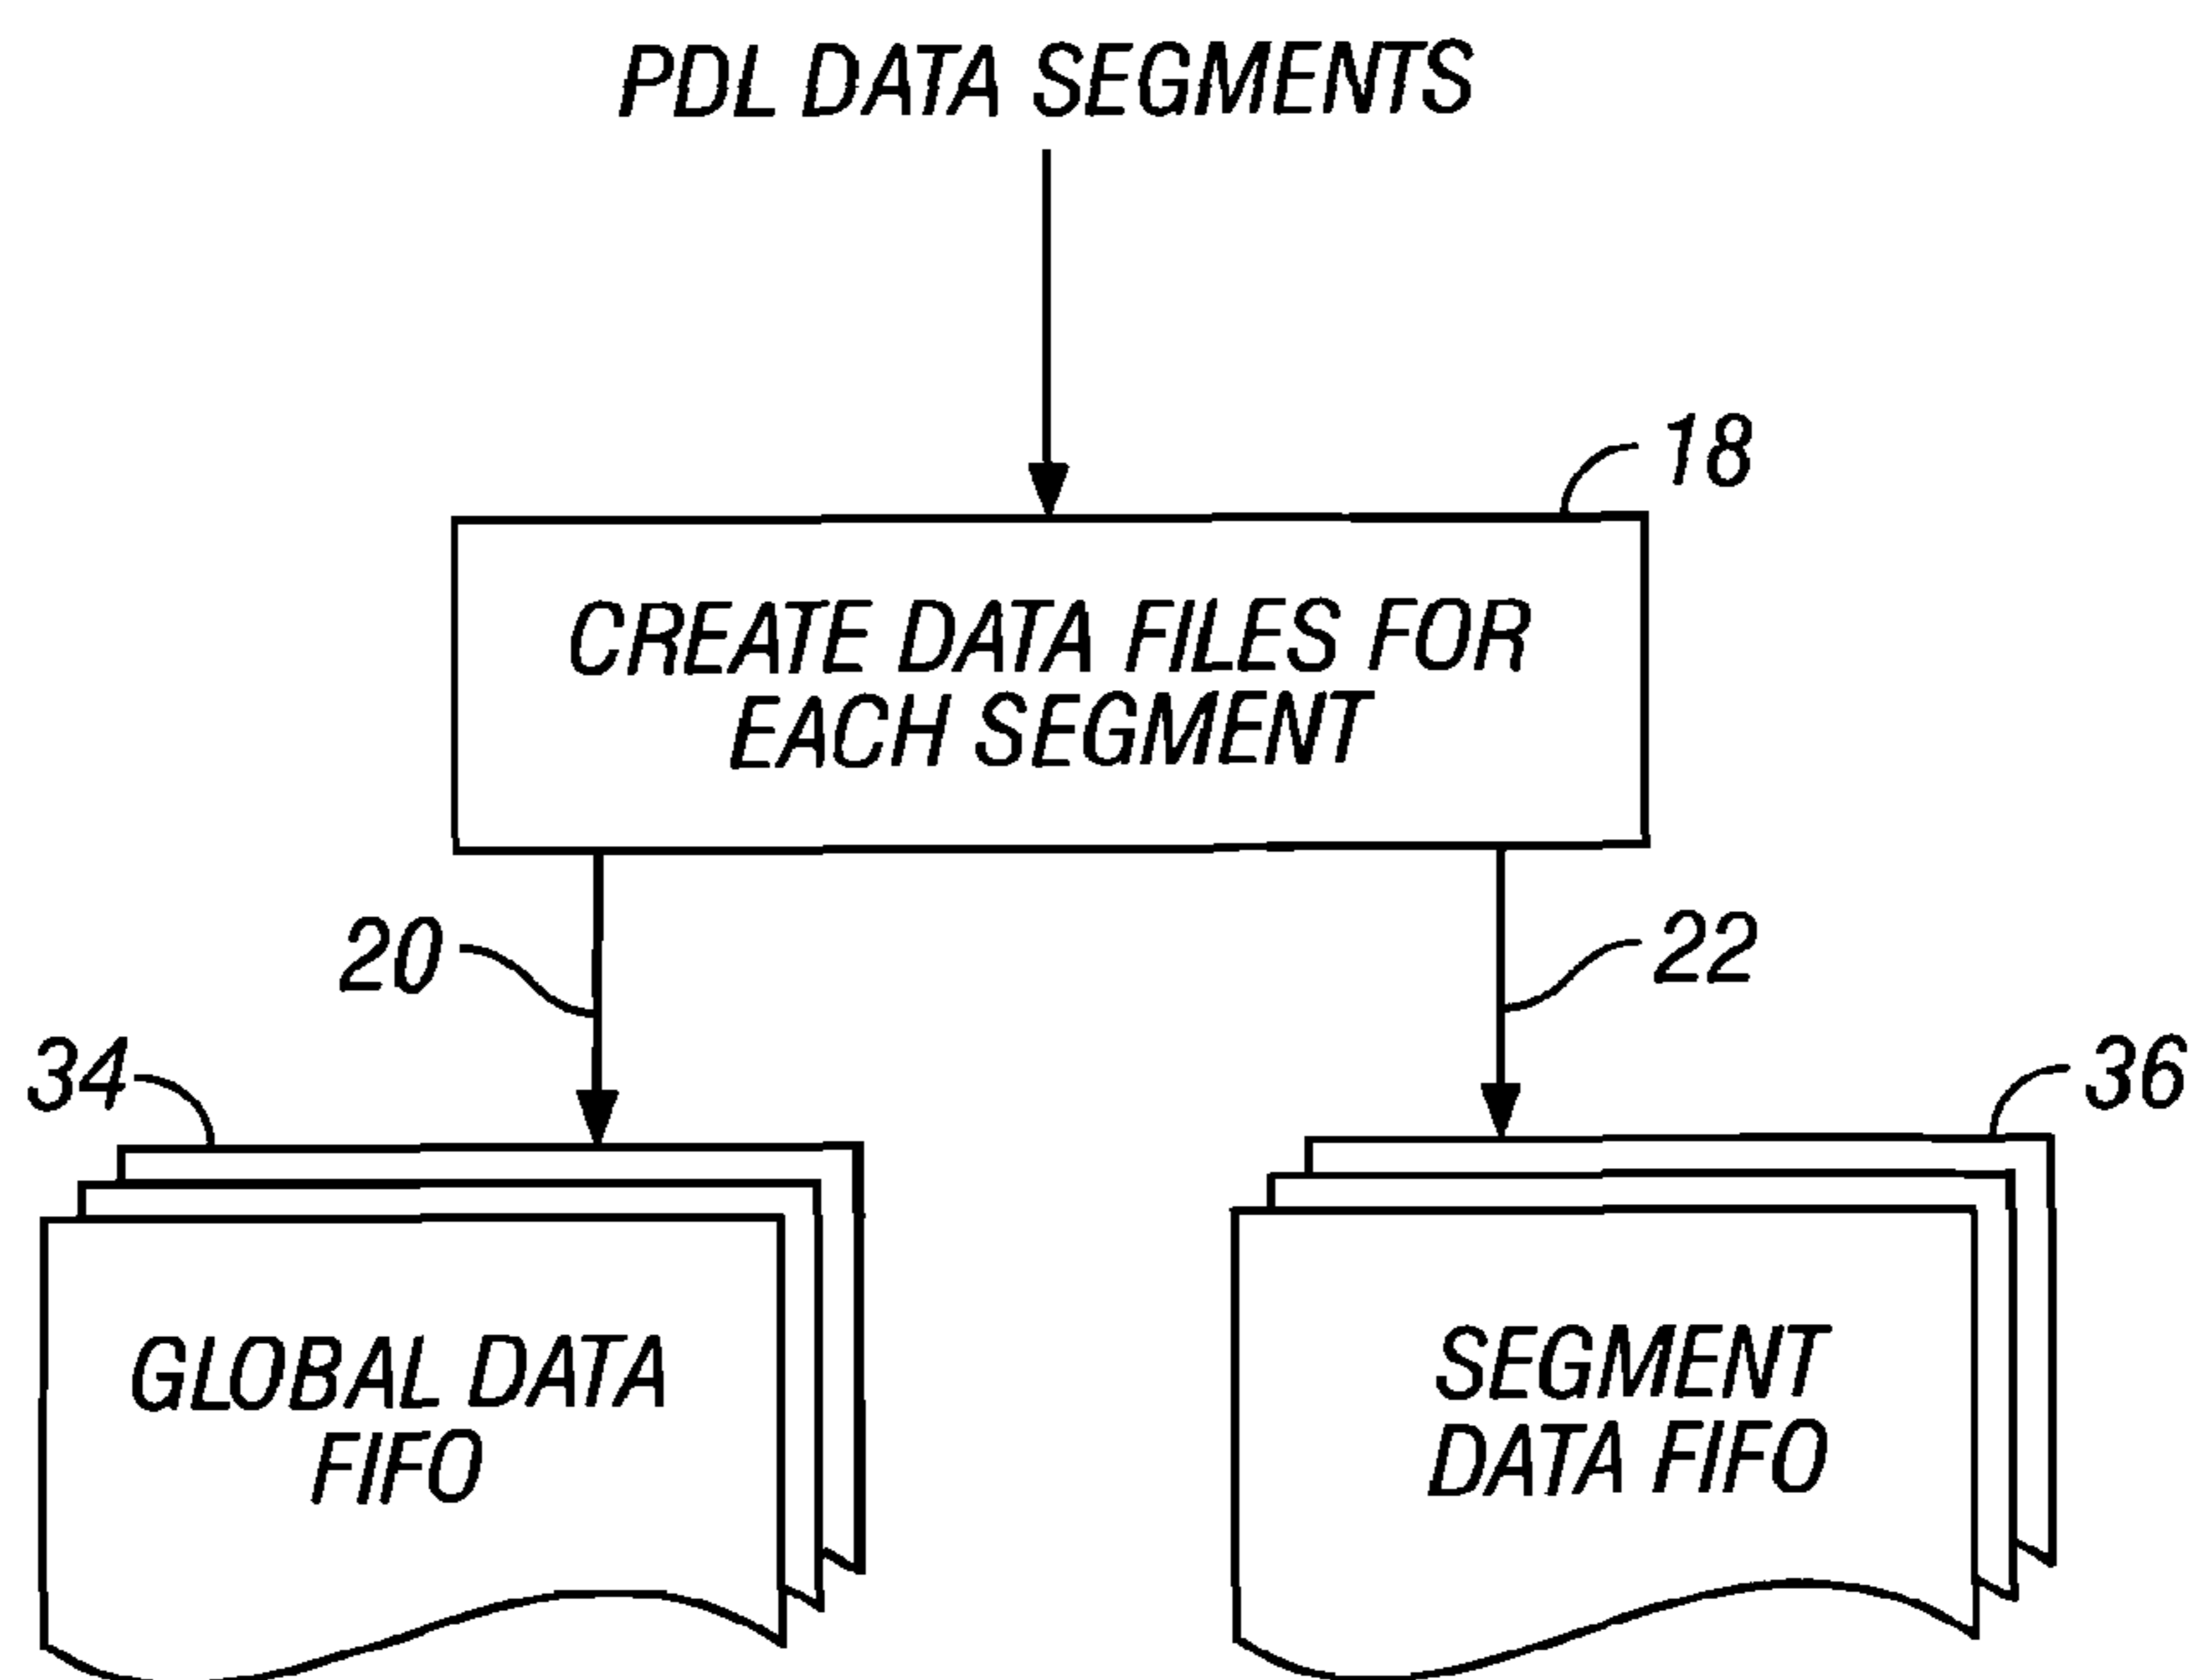 PDL DATA SEGMENTS
18
CREATE DATA FILES FOR
EACH SEGMENT
20
22
34
36
GLOBAL DATA
FIFO
SEGMENT
DATA FIFO